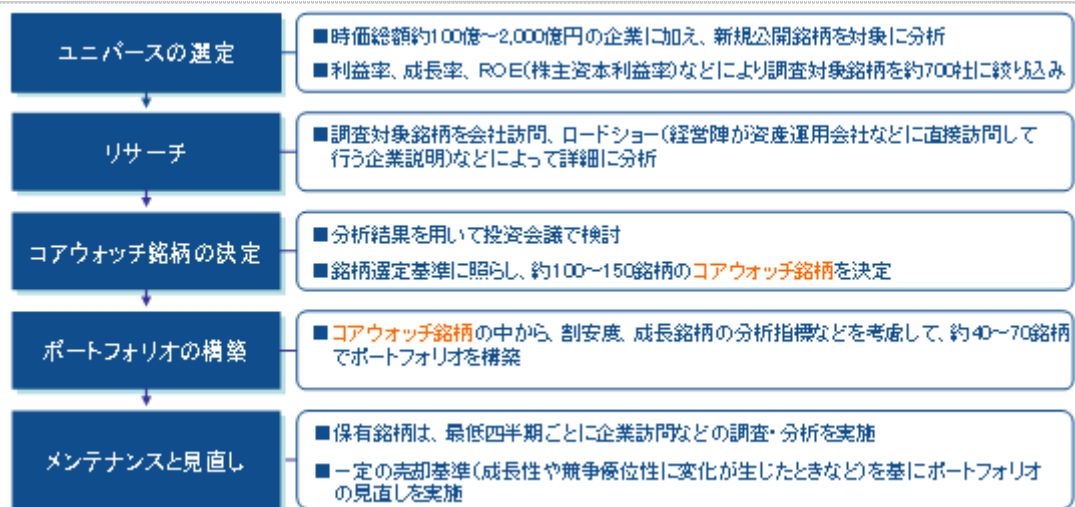 ユニバースの選定
■時価総額約100億～2,000億円の企業に加え、新規公開銘柄を対象に分析
■利益率、成長率、ROE(株主資本利益率)などにより調査対象銘柄を約700社に絞り込み
リサーチ
■調査対象銘柄を会社訪問、ロードショー(経営陣が資産運用会社などに直接訪問して
行う企業説明)などによって詳細に分析
コアウォッチ銘柄の決定
■分析結果を用いて投資会議で検討
■銘柄選定基準に照らし、約100～150銘柄のコアウォッチ銘柄を決定
ポートフォリオの構築
■コアウォッチ銘柄の中から、割安度、成長銘柄の分析指標などを考慮して、約40～70銘柄
でポートフォリオを構築
メンテナンスと見直し
■保有銘柄は、最低四半期ごとに企業訪問などの調査・分析を実施
■一定の売却基準(成長性や競争優位性に変化が生じたときなど)を基にポートフォリオ
の見直しを実施